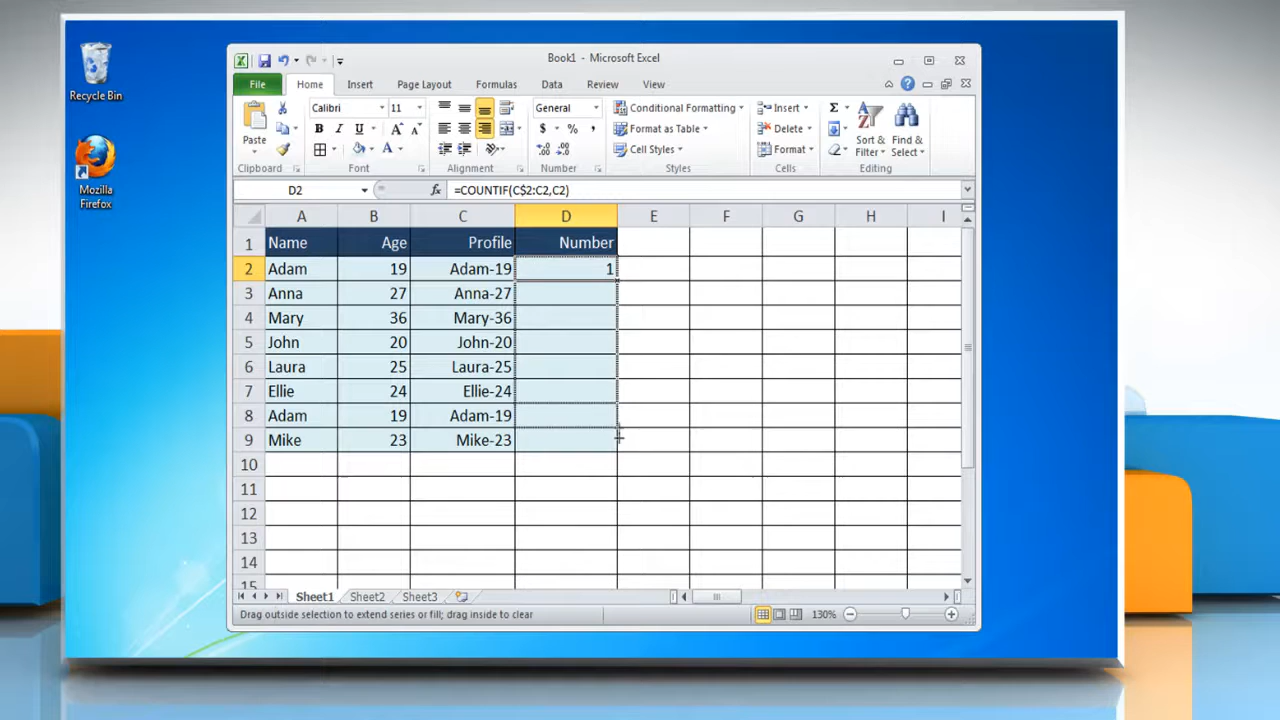 Recycle Bin
Mozilla
Firefox
Book1 - Microsoft Excel
File Home Insert Page Layout Formulas Data Review View
Paste
Clipboard
Calibri 11
B I U
A A
A
Font
Alignment
General
$ % ,
Number
Conditional Formatting
Format as Table
Cell Styles
Styles
Insert
Delete
Format
Cells
Σ
Sort &
Filter
Find &
Select
Editing
D2 fx =COUNTIF(C$2:C2,C2)
A B C D E F G H I
1 Name Age Profile Number
2 Adam 19 Adam-19 1
3 Anna 27 Anna-27
4 Mary 36 Mary-36
5 John 20 John-20
6 Laura 25 Laura-25
7 Ellie 24 Ellie-24
8 Adam 19 Adam-19
9 Mike 23 Mike-23
10
11
12
13
14
15
Sheet1 Sheet2 Sheet3
Drag outside selection to extend series or fill; drag inside to clear
130%